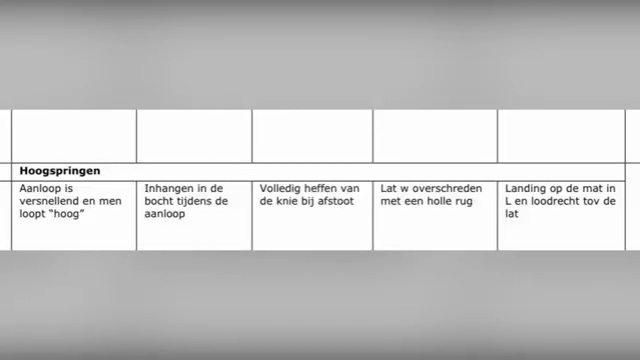 Hoogspringen
Aanloop is
versnellend en men
loopt “hoog”
Inhangen in de
bocht tijdens de
aanloop
Volledig heffen van
de knie bij afstoot
Lat w overschreden
met een holle rug
Landing op de mat in
L en loodrecht tov de
lat